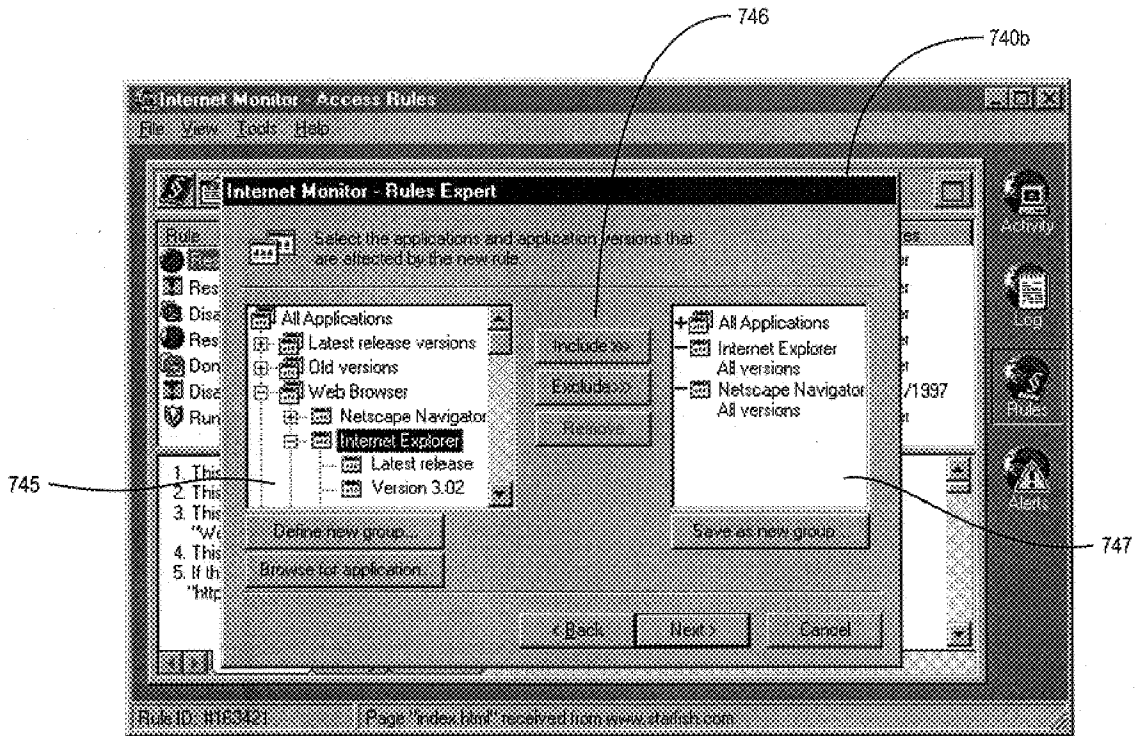 746
740b
Internet Monitor - Access Rules
File View Tools Help
Internet Monitor - Rules Expert
Rule
es
Activity
Select the applications and application versions that
are affected by the new rule.
Res
Disa
Res
Don
Disa
Run
er
/1997
All Applications
Latest release versions
Old versions
Web Browser
Netscape Navigator
Internet Explorer
Latest release
Version 3.02
Include >>
Exclude >>
Remove
All Applications
Internet Explorer
All versions
Netscape Navigator
All versions
Log
Rules
Alerts
745
747
1. This
2. This
3. This
"We
4. This
5. If th
"http
Define new group...
Browse for application...
Save as new group...
< Back
Next >
Cancel
Rule ID: #183421
Page "index.html" received from www.starfish.com